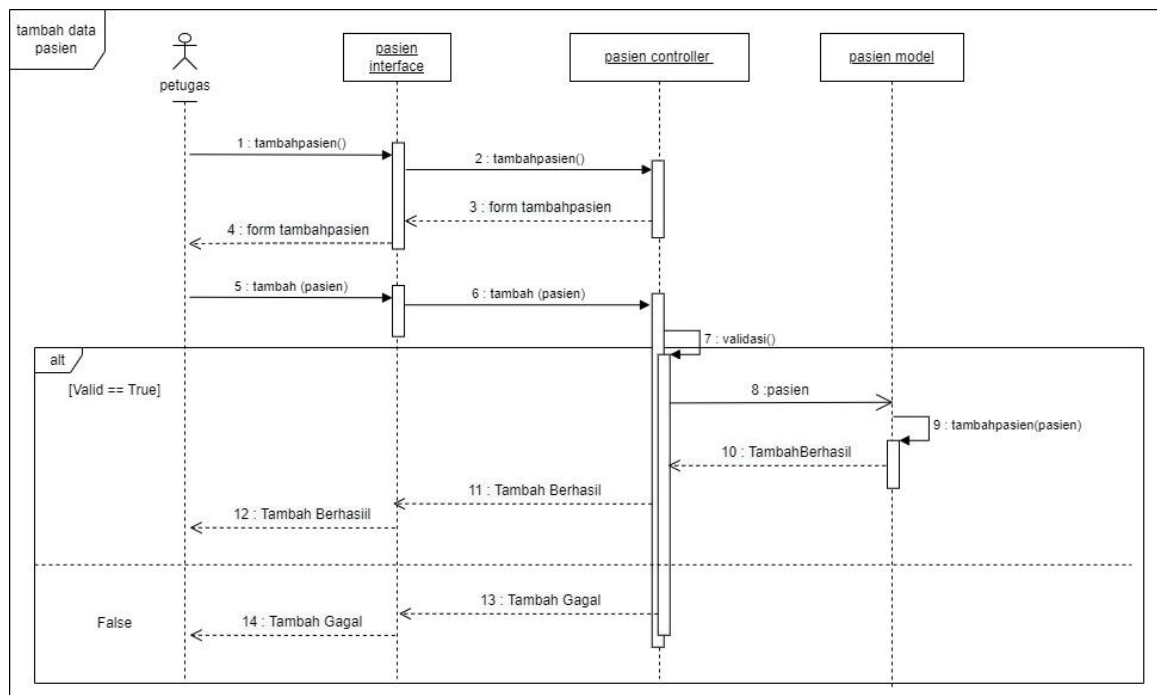 tambah data
pasien
petugas
pasien
interface
pasien controller
pasien model
1 : tambahpasien()
2 : tambahpasien()
3 : form tambahpasien
4 : form tambahpasien
5 : tambah (pasien)
6 : tambah (pasien)
7 : validasi()
alt
[Valid == True]
8 :pasien
9 : tambahpasien(pasien)
10 : TambahBerhasil
11 : Tambah Berhasil
12 : Tambah Berhasiil
13 : Tambah Gagal
False
14 : Tambah Gagal